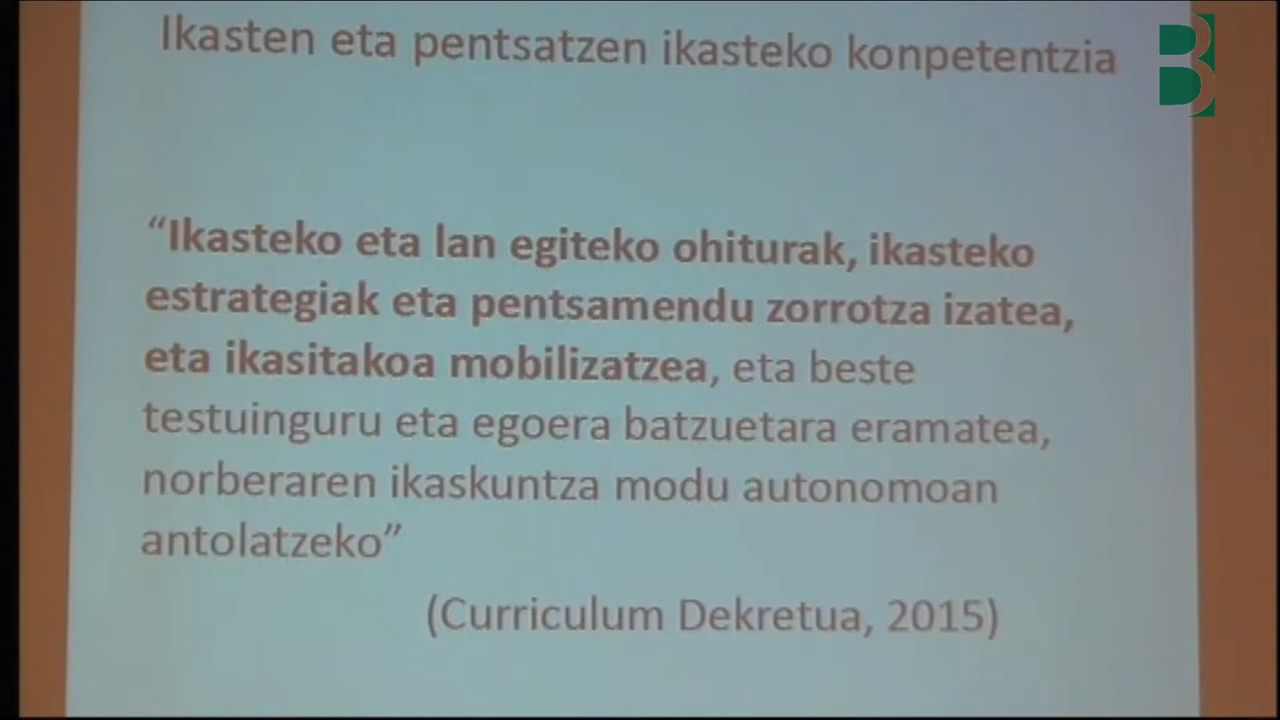 Ikasten eta pentsatzen ikasteko konpetentzia
“Ikasteko eta lan egiteko ohiturak, ikasteko
estrategiak eta pentsamendu zorrotza izatea,
eta ikasitakoa mobilizatzea, eta beste
testuinguru eta egoera batzuetara eramatea,
norberaren ikaskuntza modu autonomoan
antolatzeko”
(Curriculum Dekretua, 2015)
B